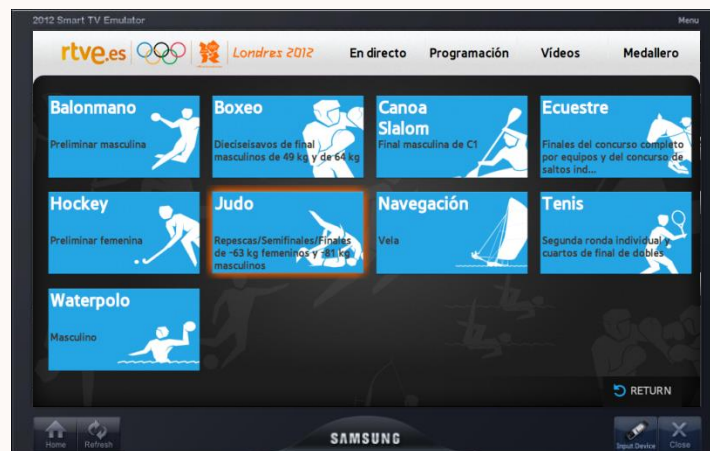 2012 Smart TV Emulator
Menu
rtve.es Londres 2012 En directo Programación Vídeos Medallero
Balonmano
Preliminar masculina
Boxeo
Dieciseisavos de final
masculinos de 49 kg y de 64 kg
Canoa
Slalom
Final masculina de C1
Ecuestre
Finales del concurso completo
por equipos y del concurso de
saltos ind...
Hockey
Preliminar femenina
Judo
Repescas/Semifinales/Finales
de -63 kg femeninos y -81 kg
masculinos
Navegación
Vela
Tenis
Segunda ronda individual y
cuartos de final de dobles
Waterpolo
Masculino
RETURN
Home
Refresh
SAMSUNG
Input Device
Close